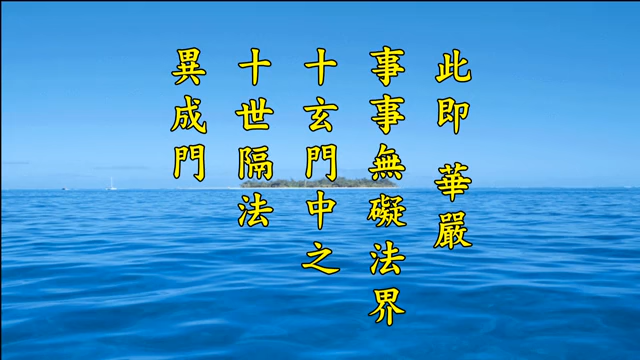 此即 華嚴
事事無礙法界
十玄門中之
十世隔法
異成門